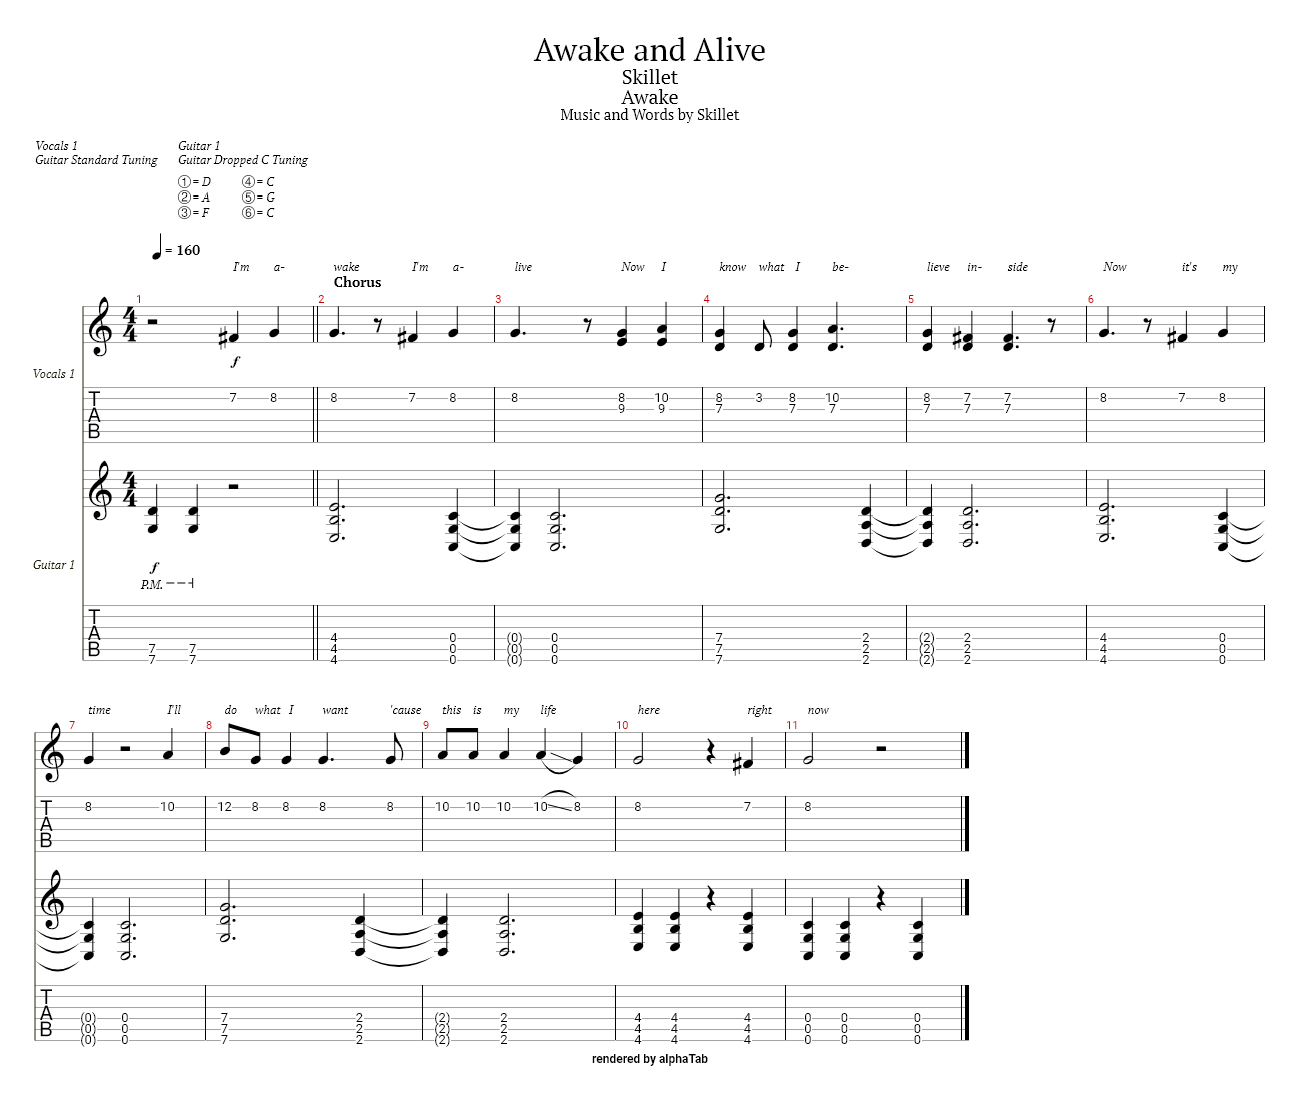 Awake and Alive
Skillet
Awake
Music and Words by Skillet
Vocals 1
Guitar Standard Tuning
Guitar 1
Guitar Dropped C Tuning
① = D ④ = C
② = A ⑤ = G
③ = F ⑥ = C
= 160
I'm a- wake I'm a- live Now I know what I be- lieve in- side Now it's my
Chorus
1 2 3 4 5 6
4 4
f
Vocals 1
T A B
7 8 8 7 8 8 8 10 8 3 8 10 8 7 7 8 7 8
9 9 7 7 7 7 7 7
4 4
f
Guitar 1
P.M.
T A B
4 0 (0) 0 7 2 (2) 2 4 0
7 7 4 0 (0) 0 7 2 (2) 2 4 0
7 7 4 0 (0) 0 7 2 (2) 2 4 0
time I'll do what I want 'cause this is my life here right now
7 8 9 10 11
T A B
8 10 12 8 8 8 8 10 10 10 10 8 8 7 8
T A B
(0) 0 7 2 (2) 2 4 4 4 0 0 0
(0) 0 7 2 (2) 2 4 4 4 0 0 0
(0) 0 7 2 (2) 2 4 4 4 0 0 0
rendered by alphaTab